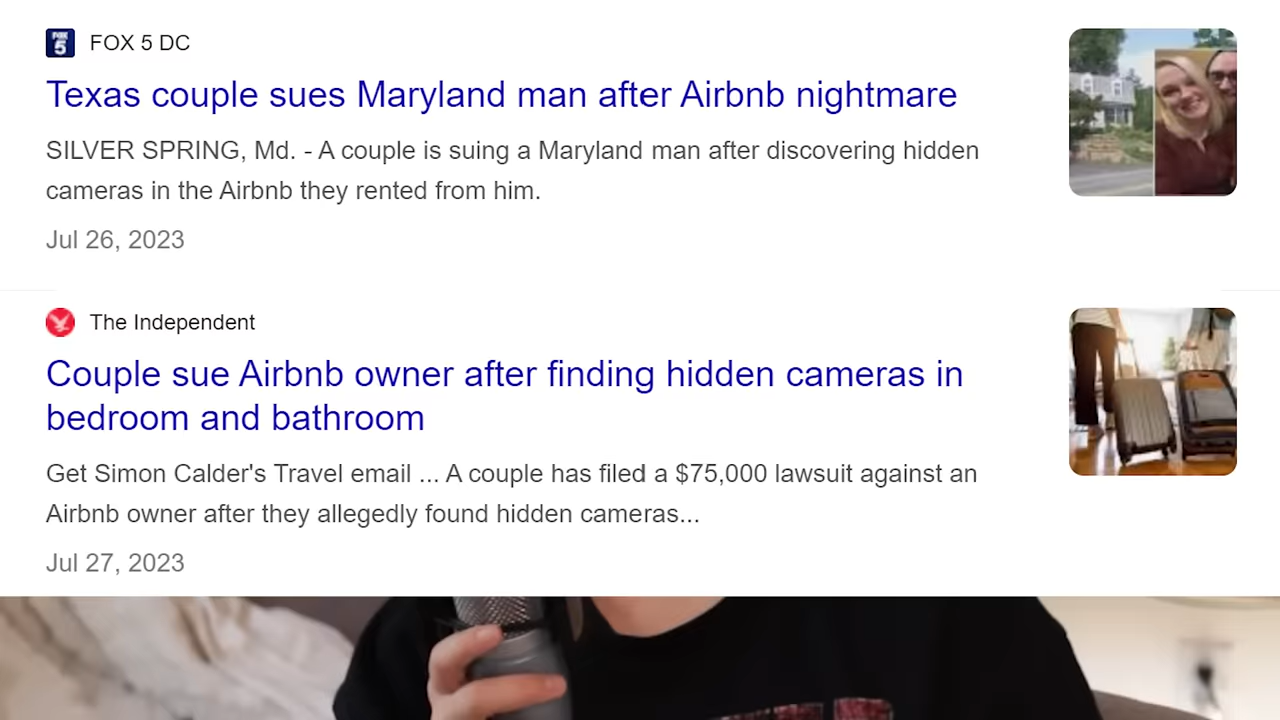 FOX 5 DC
Texas couple sues Maryland man after Airbnb nightmare
SILVER SPRING, Md. - A couple is suing a Maryland man after discovering hidden
cameras in the Airbnb they rented from him.
Jul 26, 2023
The Independent
Couple sue Airbnb owner after finding hidden cameras in
bedroom and bathroom
Get Simon Calder's Travel email ... A couple has filed a $75,000 lawsuit against an
Airbnb owner after they allegedly found hidden cameras...
Jul 27, 2023